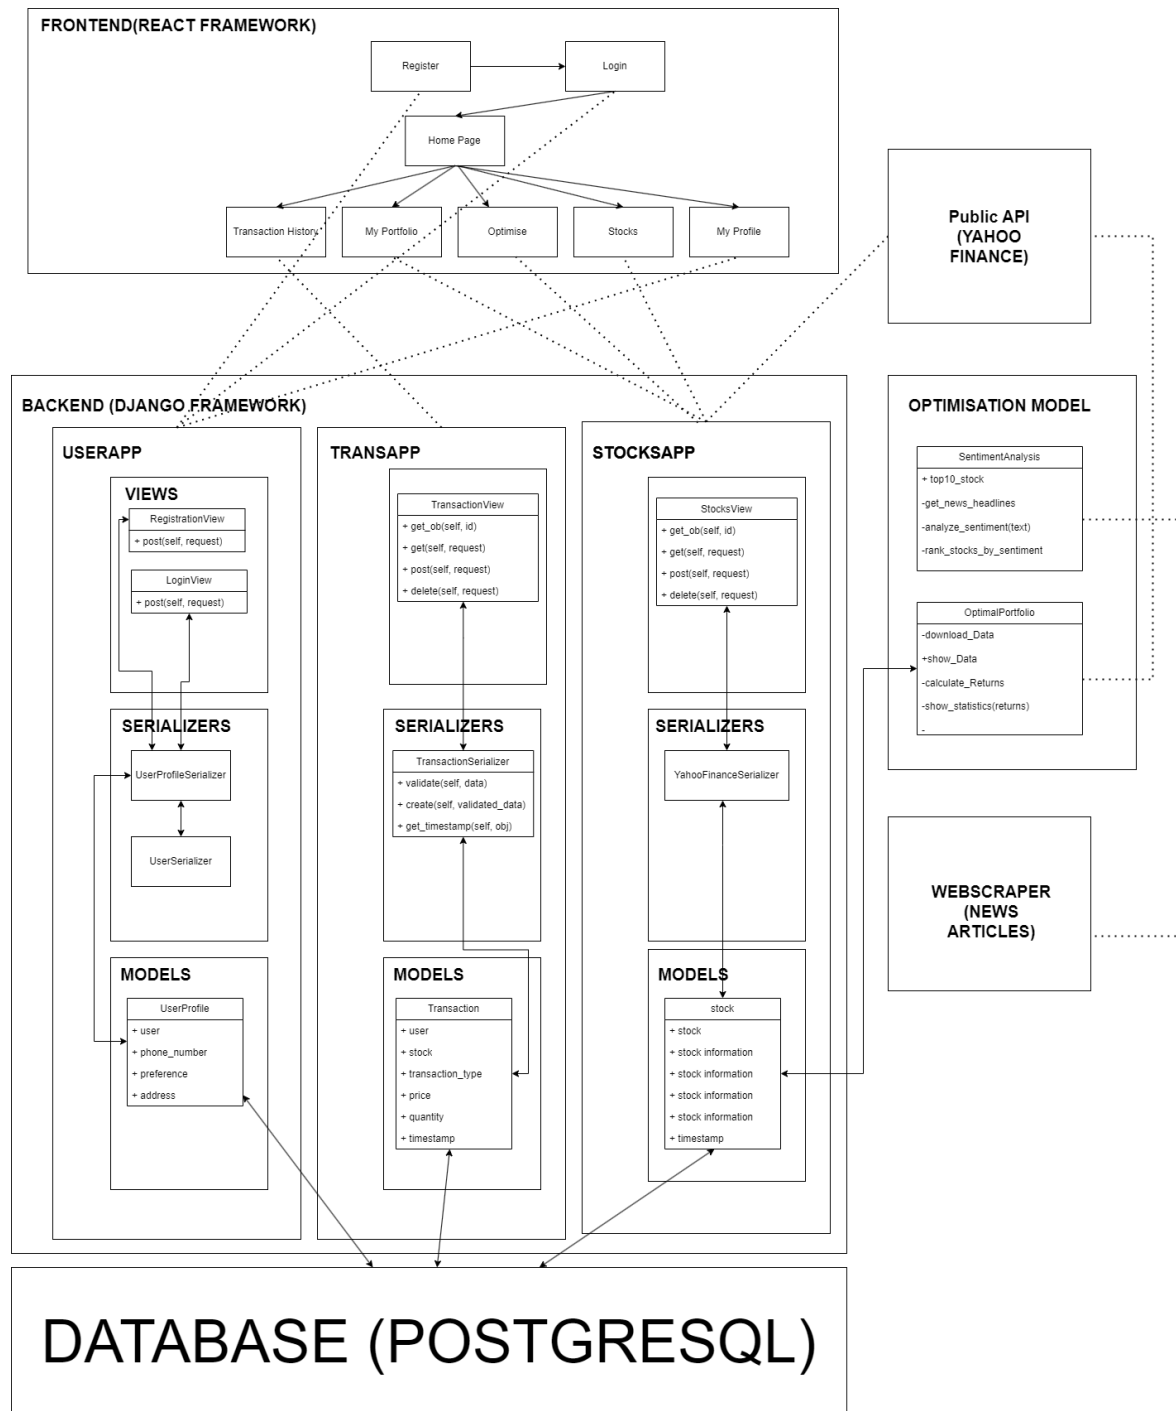 FRONTEND(REACT FRAMEWORK)
Register
Login
Home Page
Transaction History
My Portfolio
Optimise
Stocks
My Profile
Public API
(YAHOO
FINANCE)
BACKEND (DJANGO FRAMEWORK)
USERAPP
VIEWS
RegistrationView
+ post(self, request)
LoginView
+ post(self, request)
SERIALIZERS
UserProfileSerializer
UserSerializer
MODELS
UserProfile
+ user
+ phone_number
+ preference
+ address
TRANSAPP
TransactionView
+ get_ob(self, id)
+ get(self, request)
+ post(self, request)
+ delete(self, request)
SERIALIZERS
TransactionSerializer
+ validate(self, data)
+ create(self, validated_data)
+ get_timestamp(self, obj)
MODELS
Transaction
+ user
+ stock
+ transaction_type
+ price
+ quantity
+ timestamp
STOCKSAPP
StocksView
+ get_ob(self, id)
+ get(self, request)
+ post(self, request)
+ delete(self, request)
SERIALIZERS
YahooFinanceSerializer
MODELS
stock
+ stock
+ stock information
+ stock information
+ stock information
+ stock information
+ timestamp
OPTIMISATION MODEL
SentimentAnalysis
+ top10_stock
-get_news_headlines
-analyze_sentiment(text)
-rank_stocks_by_sentiment
OptimalPortfolio
-download_Data
+show_Data
-calculate_Returns
-show_statistics(returns)
-
WEBSCRAPER
(NEWS
ARTICLES)
DATABASE (POSTGRESQL)